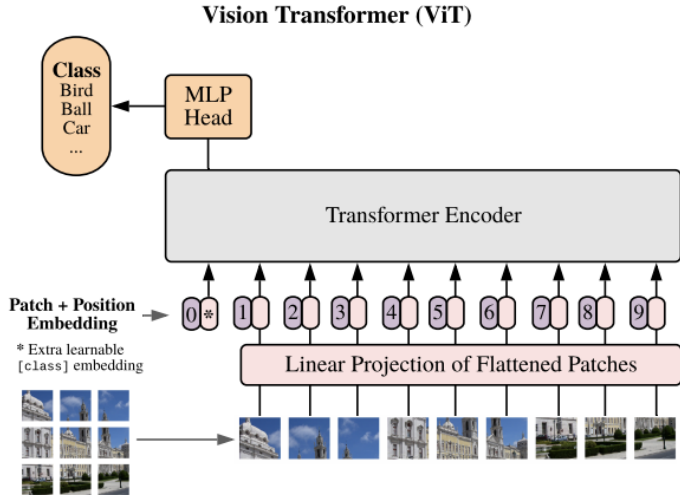 Vision Transformer (ViT)
Class
Bird
Ball
Car
...
MLP
Head
Transformer Encoder
Patch + Position
Embedding
0 * 1 2 3 4 5 6 7 8 9
* Extra learnable
[class] embedding
Linear Projection of Flattened Patches